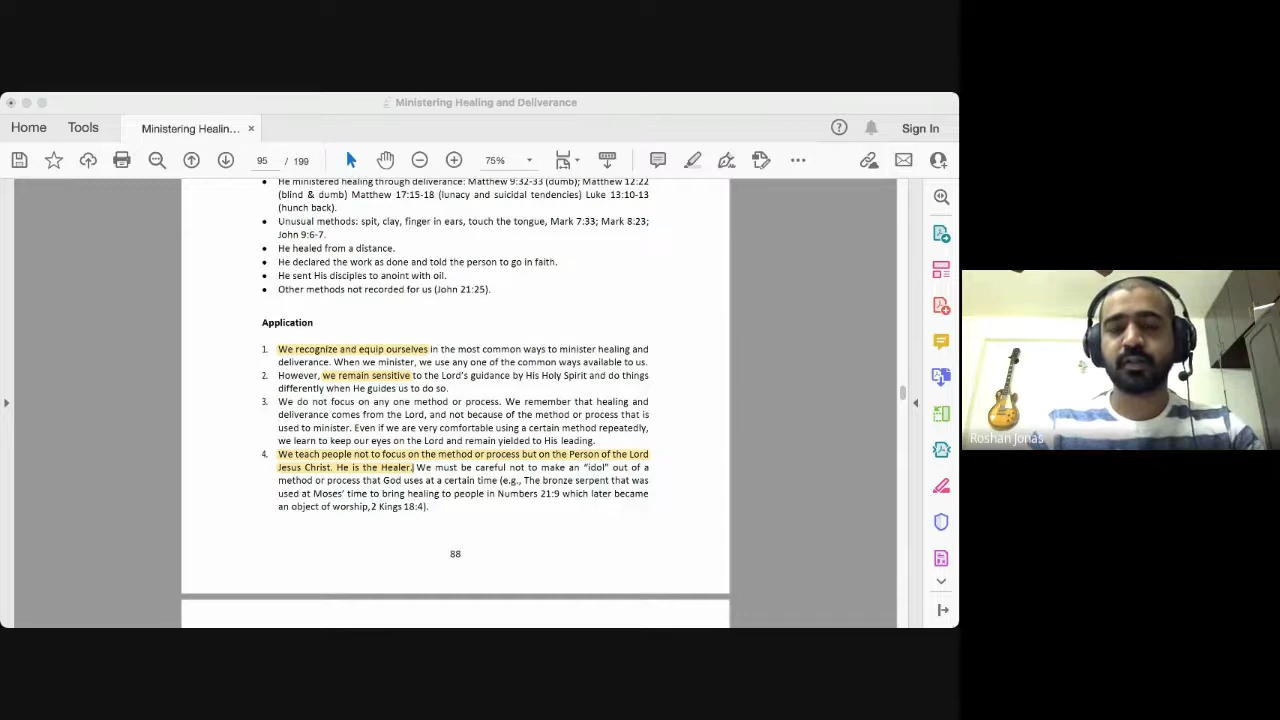 Ministering Healing and Deliverance
Home
Tools
Ministering Healin...
×
Sign In
95 / 199
75%
• He ministered healing through deliverance: Matthew 9:32-33 (dumb); Matthew 12:22
(blind & dumb) Matthew 17:15-18 (lunacy and suicidal tendencies) Luke 13:10-13
(hunch back).
• Unusual methods: spit, clay, finger in ears, touch the tongue, Mark 7:33; Mark 8:23;
John 9:6-7.
• He healed from a distance.
• He declared the work as done and told the person to go in faith.
• He sent His disciples to anoint with oil.
• Other methods not recorded for us (John 21:25).
Application
1. We recognize and equip ourselves in the most common ways to minister healing and
deliverance. When we minister, we use any one of the common ways available to us.
2. However, we remain sensitive to the Lord's guidance by His Holy Spirit and do things
differently when He guides us to do so.
3. We do not focus on any one method or process. We remember that healing and
deliverance comes from the Lord, and not because of the method or process that is
used to minister. Even if we are very comfortable using a certain method repeatedly,
we learn to keep our eyes on the Lord and remain yielded to His leading.
4. We teach people not to focus on the method or process but on the Person of the Lord
Jesus Christ. He is the Healer. We must be careful not to make an “idol” out of a
method or process that God uses at a certain time (e.g., The bronze serpent that was
used at Moses’ time to bring healing to people in Numbers 21:9 which later became
an object of worship,2 Kings 18:4).
88
Roshan Jonas